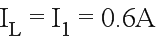 I_L = I_1 = 0.6A